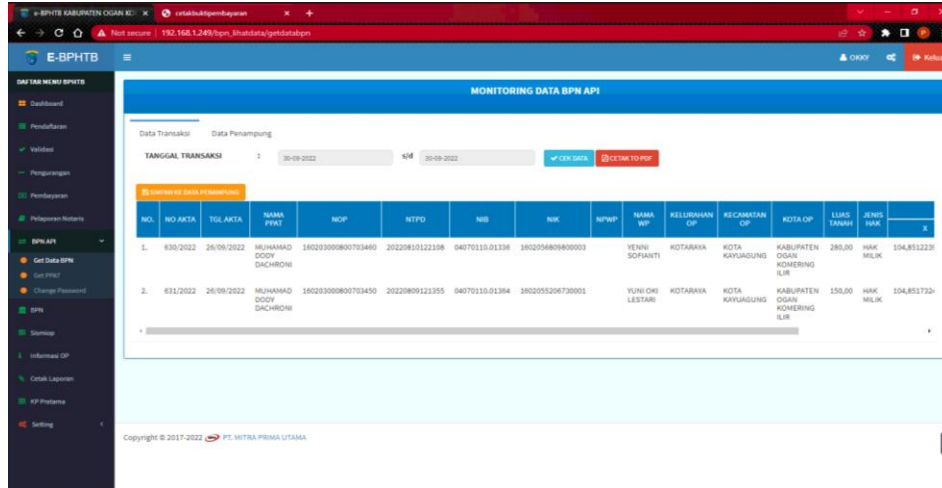 e-BPHTB KABUPATEN OGAN KO
cetakbuktipembayaran
Not secure | 192.168.1.249/bpn_lihatdata/getdatabpn
E-BPHTB
OKKY
DAFTAR MENU BPHTB
Dashboard
Pendaftaran
Validasi
Pengurangan
Pembayaran
Pelaporan Notaris
BPN API
Get Data BPN
Get PPAT
Change Password
BPN
Sismiop
Informasi OP
Cetak Laporan
KP Pratama
Setting
MONITORING DATA BPN API
Data Transaksi Data Penampung
TANGGAL TRANSAKSI : 30-09-2022 s/d 30-09-2022 CEK DATA CETAK TO PDF
SIMPAN KE DATA PENAMPUNG
NO. NO AKTA TGL AKTA NAMA PPAT NOP NTPD NIB NIK NPWP NAMA WP KELURAHAN OP KECAMATAN OP KOTA OP LUAS TANAH JENIS HAK X
1. 630/2022 26/09/2022 MUHAMAD DODY DACHRONI 160203000800703460 20220810122108 04070110.01336 1602056809800003 YENNI SOFIANTI KOTARAYA KOTA KAYUAGUNG KABUPATEN OGAN KOMERING ILIR 280,00 HAK MILIK
2. 631/2022 26/09/2022 MUHAMAD DODY DACHRONI 160203000800703450 20220809121355 04070110.01364 1602055206730001 YUNI OKI LESTARI KOTARAYA KOTA KAYUAGUNG KABUPATEN OGAN KOMERING ILIR 150,00 HAK MILIK
Copyright © 2017-2022 PT. MITRA PRIMA UTAMA